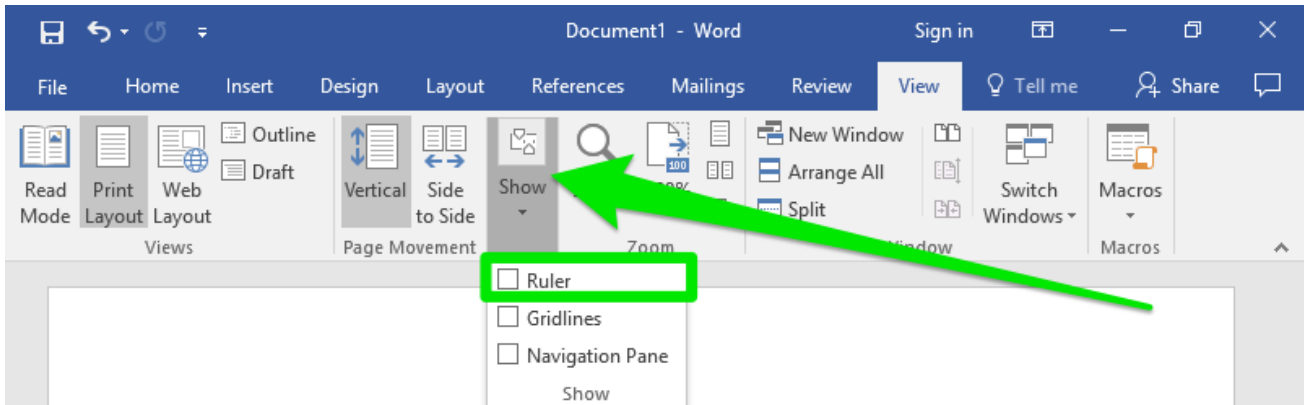 Document1 - Word Sign in
File Home Insert Design Layout References Mailings Review View Tell me Share
Read Mode
Print Layout
Web Layout
Outline
Draft
Views
Vertical
Side to Side
Page Movement
Show
100
Zoom
New Window
Arrange All
Split
Switch Windows
Macros
Macros
Ruler
Gridlines
Navigation Pane
Show